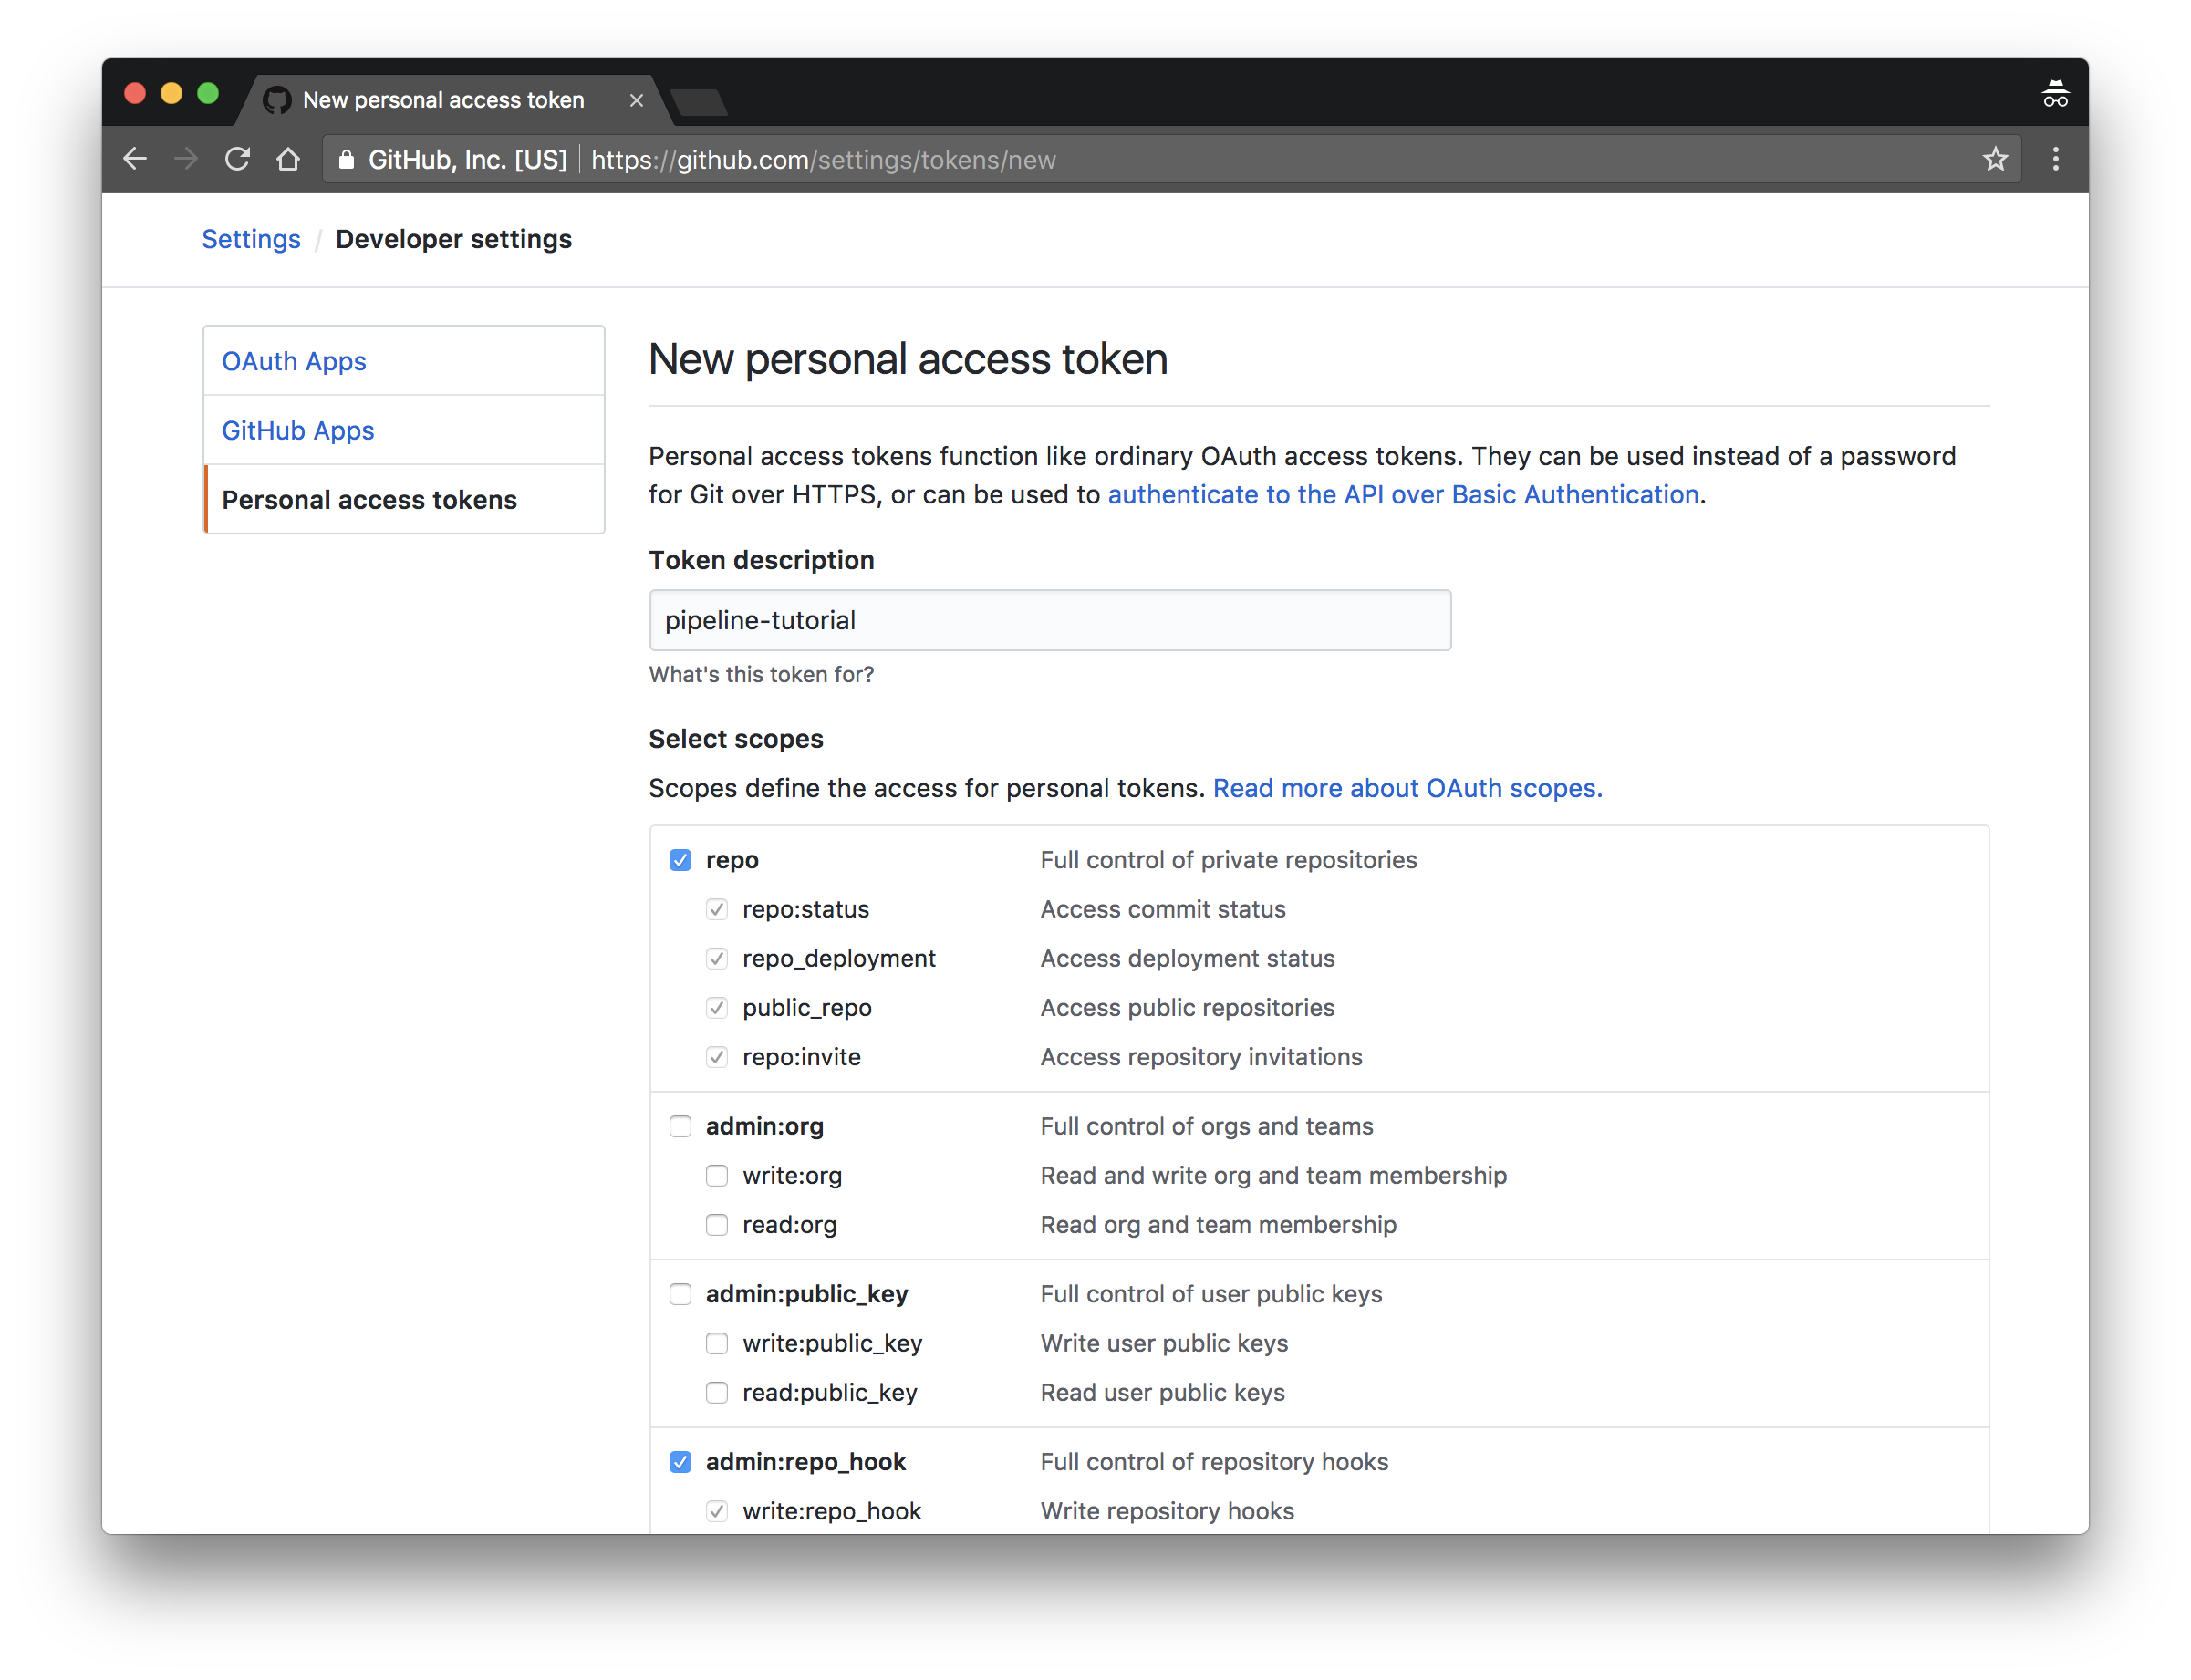 New personal access token
GitHub, Inc. [US] https://github.com/settings/tokens/new
Settings / Developer settings
OAuth Apps
GitHub Apps
Personal access tokens
New personal access token
Personal access tokens function like ordinary OAuth access tokens. They can be used instead of a password
for Git over HTTPS, or can be used to authenticate to the API over Basic Authentication.
Token description
pipeline-tutorial
What's this token for?
Select scopes
Scopes define the access for personal tokens. Read more about OAuth scopes.
repo Full control of private repositories
repo:status Access commit status
repo_deployment Access deployment status
public_repo Access public repositories
repo:invite Access repository invitations
admin:org Full control of orgs and teams
write:org Read and write org and team membership
read:org Read org and team membership
admin:public_key Full control of user public keys
write:public_key Write user public keys
read:public_key Read user public keys
admin:repo_hook Full control of repository hooks
write:repo_hook Write repository hooks